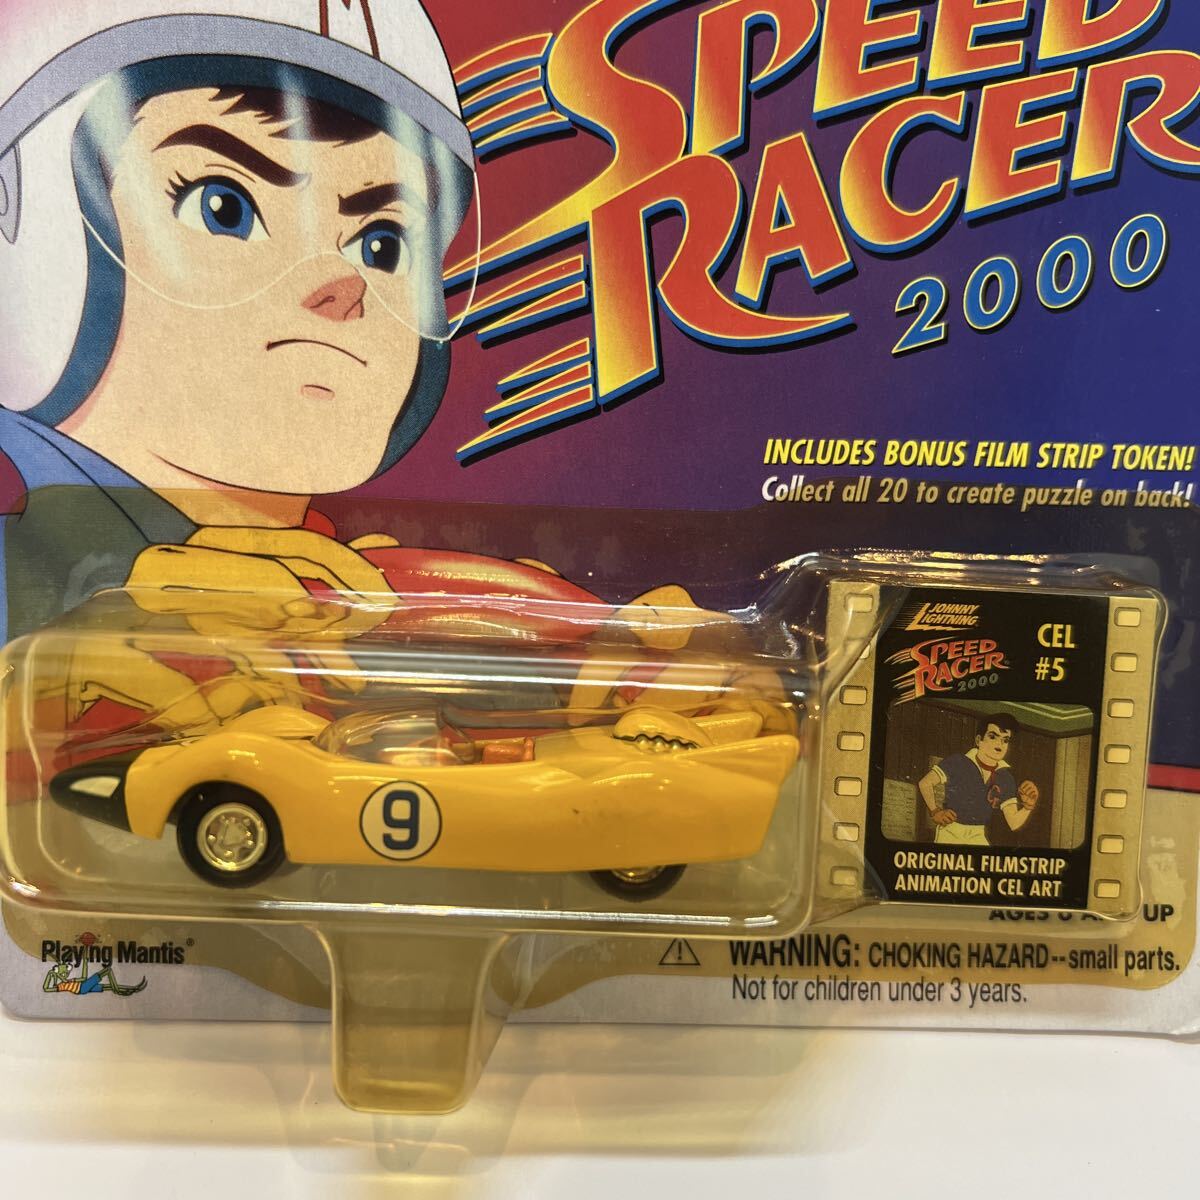 M
SPEED
RACER
2000
INCLUDES BONUS FILM STRIP TOKEN!
Collect all 20 to create puzzle on back!
JOHNNY
LIGHTNING
SPEED
RACER
2000
CEL
#5
G
9
ORIGINAL FILMSTRIP
ANIMATION CEL ART
UP
Playing Mantis®
WARNING: CHOKING HAZARD--small parts.
Not for children under 3 years.